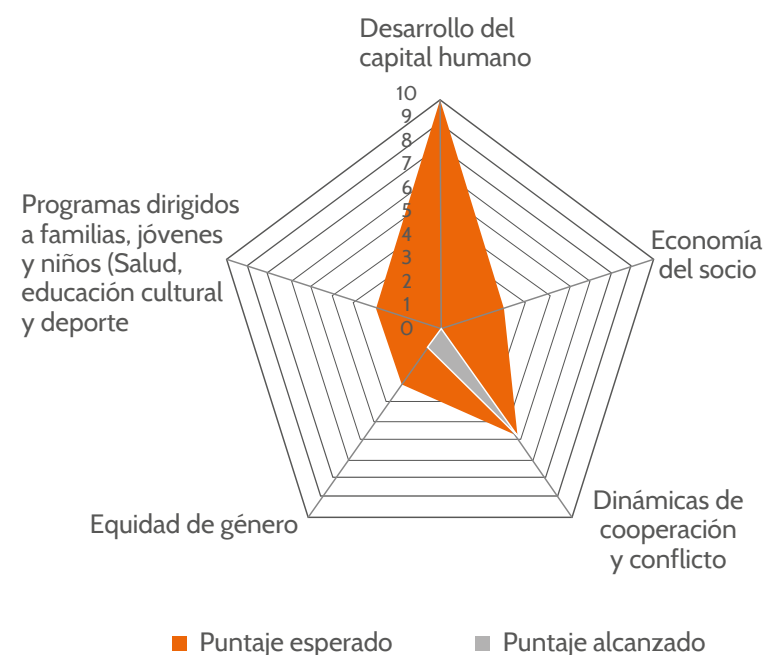 Desarrollo del
capital humano
10
9
8
7
6
5
4
3
2
1
0
Programas dirigidos
a familias, jóvenes
y niños (Salud,
educación cultural
y deporte
Economía
del socio
Equidad de género
Dinámicas de
cooperación
y conflicto
Puntaje esperado
Puntaje alcanzado